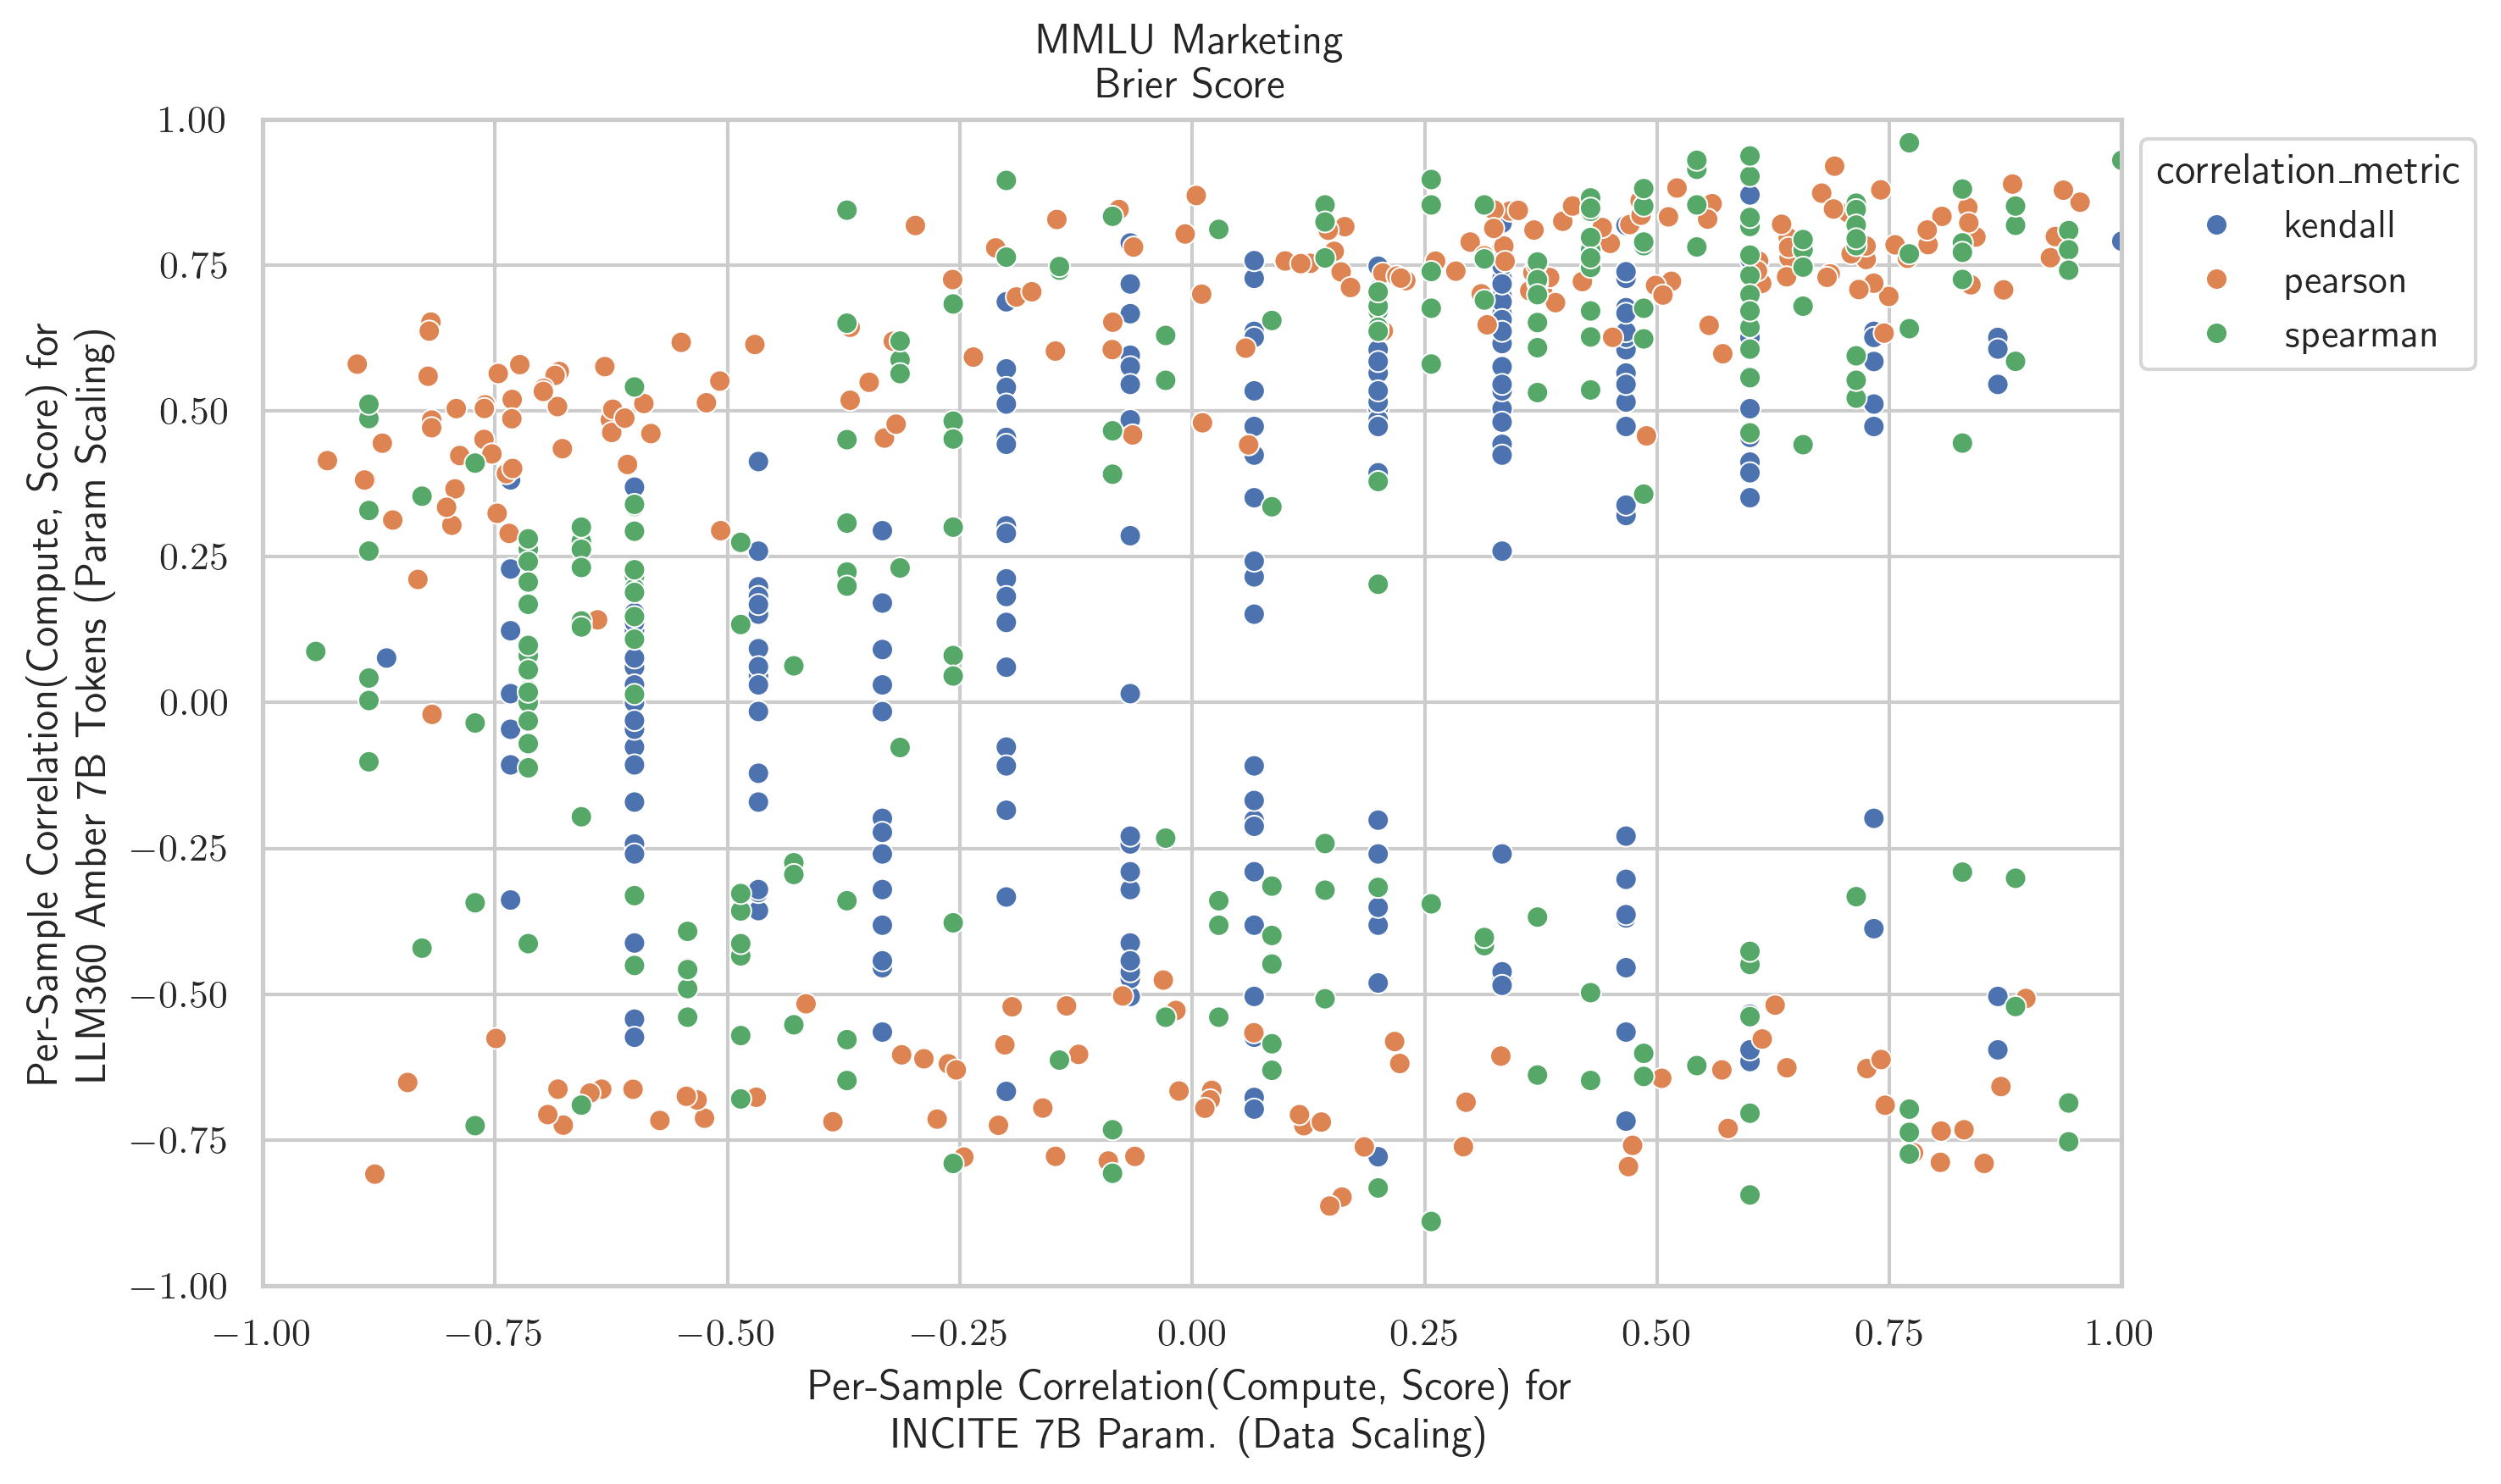 MMLU Marketing
Brier Score
Per-Sample Correlation(Compute, Score) for
LLM360 Amber 7B Tokens (Param Scaling)
1.00
0.75
0.50
0.25
0.00
−0.25
−0.50
−0.75
−1.00
−1.00 −0.75 −0.50 −0.25 0.00 0.25 0.50 0.75 1.00
Per-Sample Correlation(Compute, Score) for
INCITE 7B Param. (Data Scaling)
correlation_metric
kendall
pearson
spearman